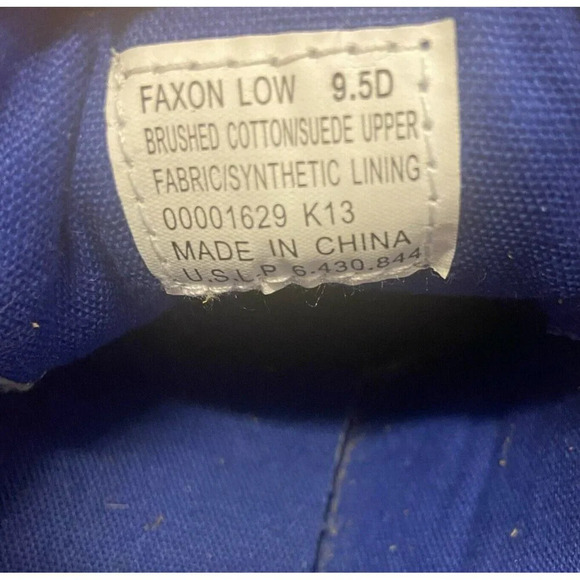 FAXON LOW 9.5D
BRUSHED COTTON/SUEDE UPPER
FABRIC/SYNTHETIC LINING
00001629 K13
MADE IN CHINA
U.S.L.P 6.430.844